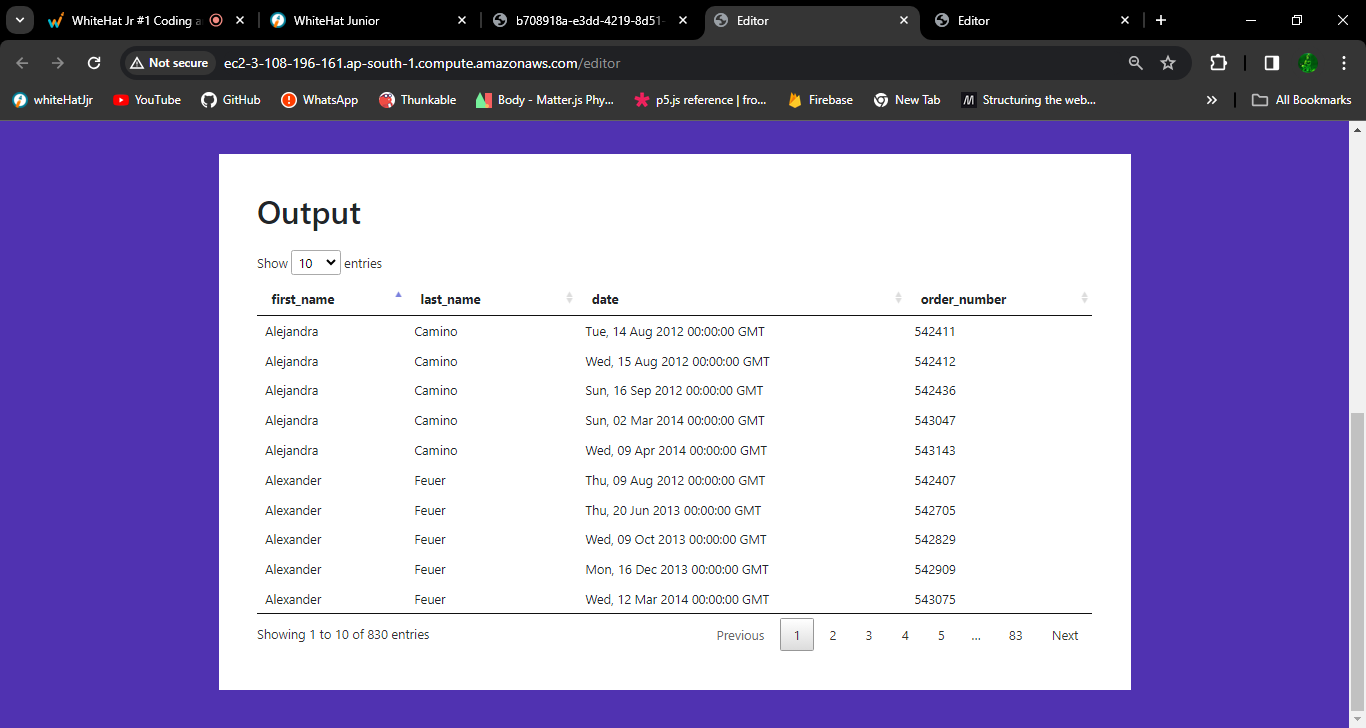 WhiteHat Jr #1 Coding a
WhiteHat Junior
b708918a-e3dd-4219-8d51-
Editor
Editor
Not secure
ec2-3-108-196-161.ap-south-1.compute.amazonaws.com/editor
whiteHatJjr
YouTube
GitHub
WhatsApp
Thunkable
Body - Matter.js Phy...
p5.js reference | fro...
Firebase
New Tab
Structuring the web...
All Bookmarks
Output
Show 10 entries
first_name last_name date order_number
Alejandra Camino Tue, 14 Aug 2012 00:00:00 GMT 542411
Alejandra Camino Wed, 15 Aug 2012 00:00:00 GMT 542412
Alejandra Camino Sun, 16 Sep 2012 00:00:00 GMT 542436
Alejandra Camino Sun, 02 Mar 2014 00:00:00 GMT 543047
Alejandra Camino Wed, 09 Apr 2014 00:00:00 GMT 543143
Alexander Feuer Thu, 09 Aug 2012 00:00:00 GMT 542407
Alexander Feuer Thu, 20 Jun 2013 00:00:00 GMT 542705
Alexander Feuer Wed, 09 Oct 2013 00:00:00 GMT 542829
Alexander Feuer Mon, 16 Dec 2013 00:00:00 GMT 542909
Alexander Feuer Wed, 12 Mar 2014 00:00:00 GMT 543075
Showing 1 to 10 of 830 entries
Previous 1 2 3 4 5 ... 83 Next